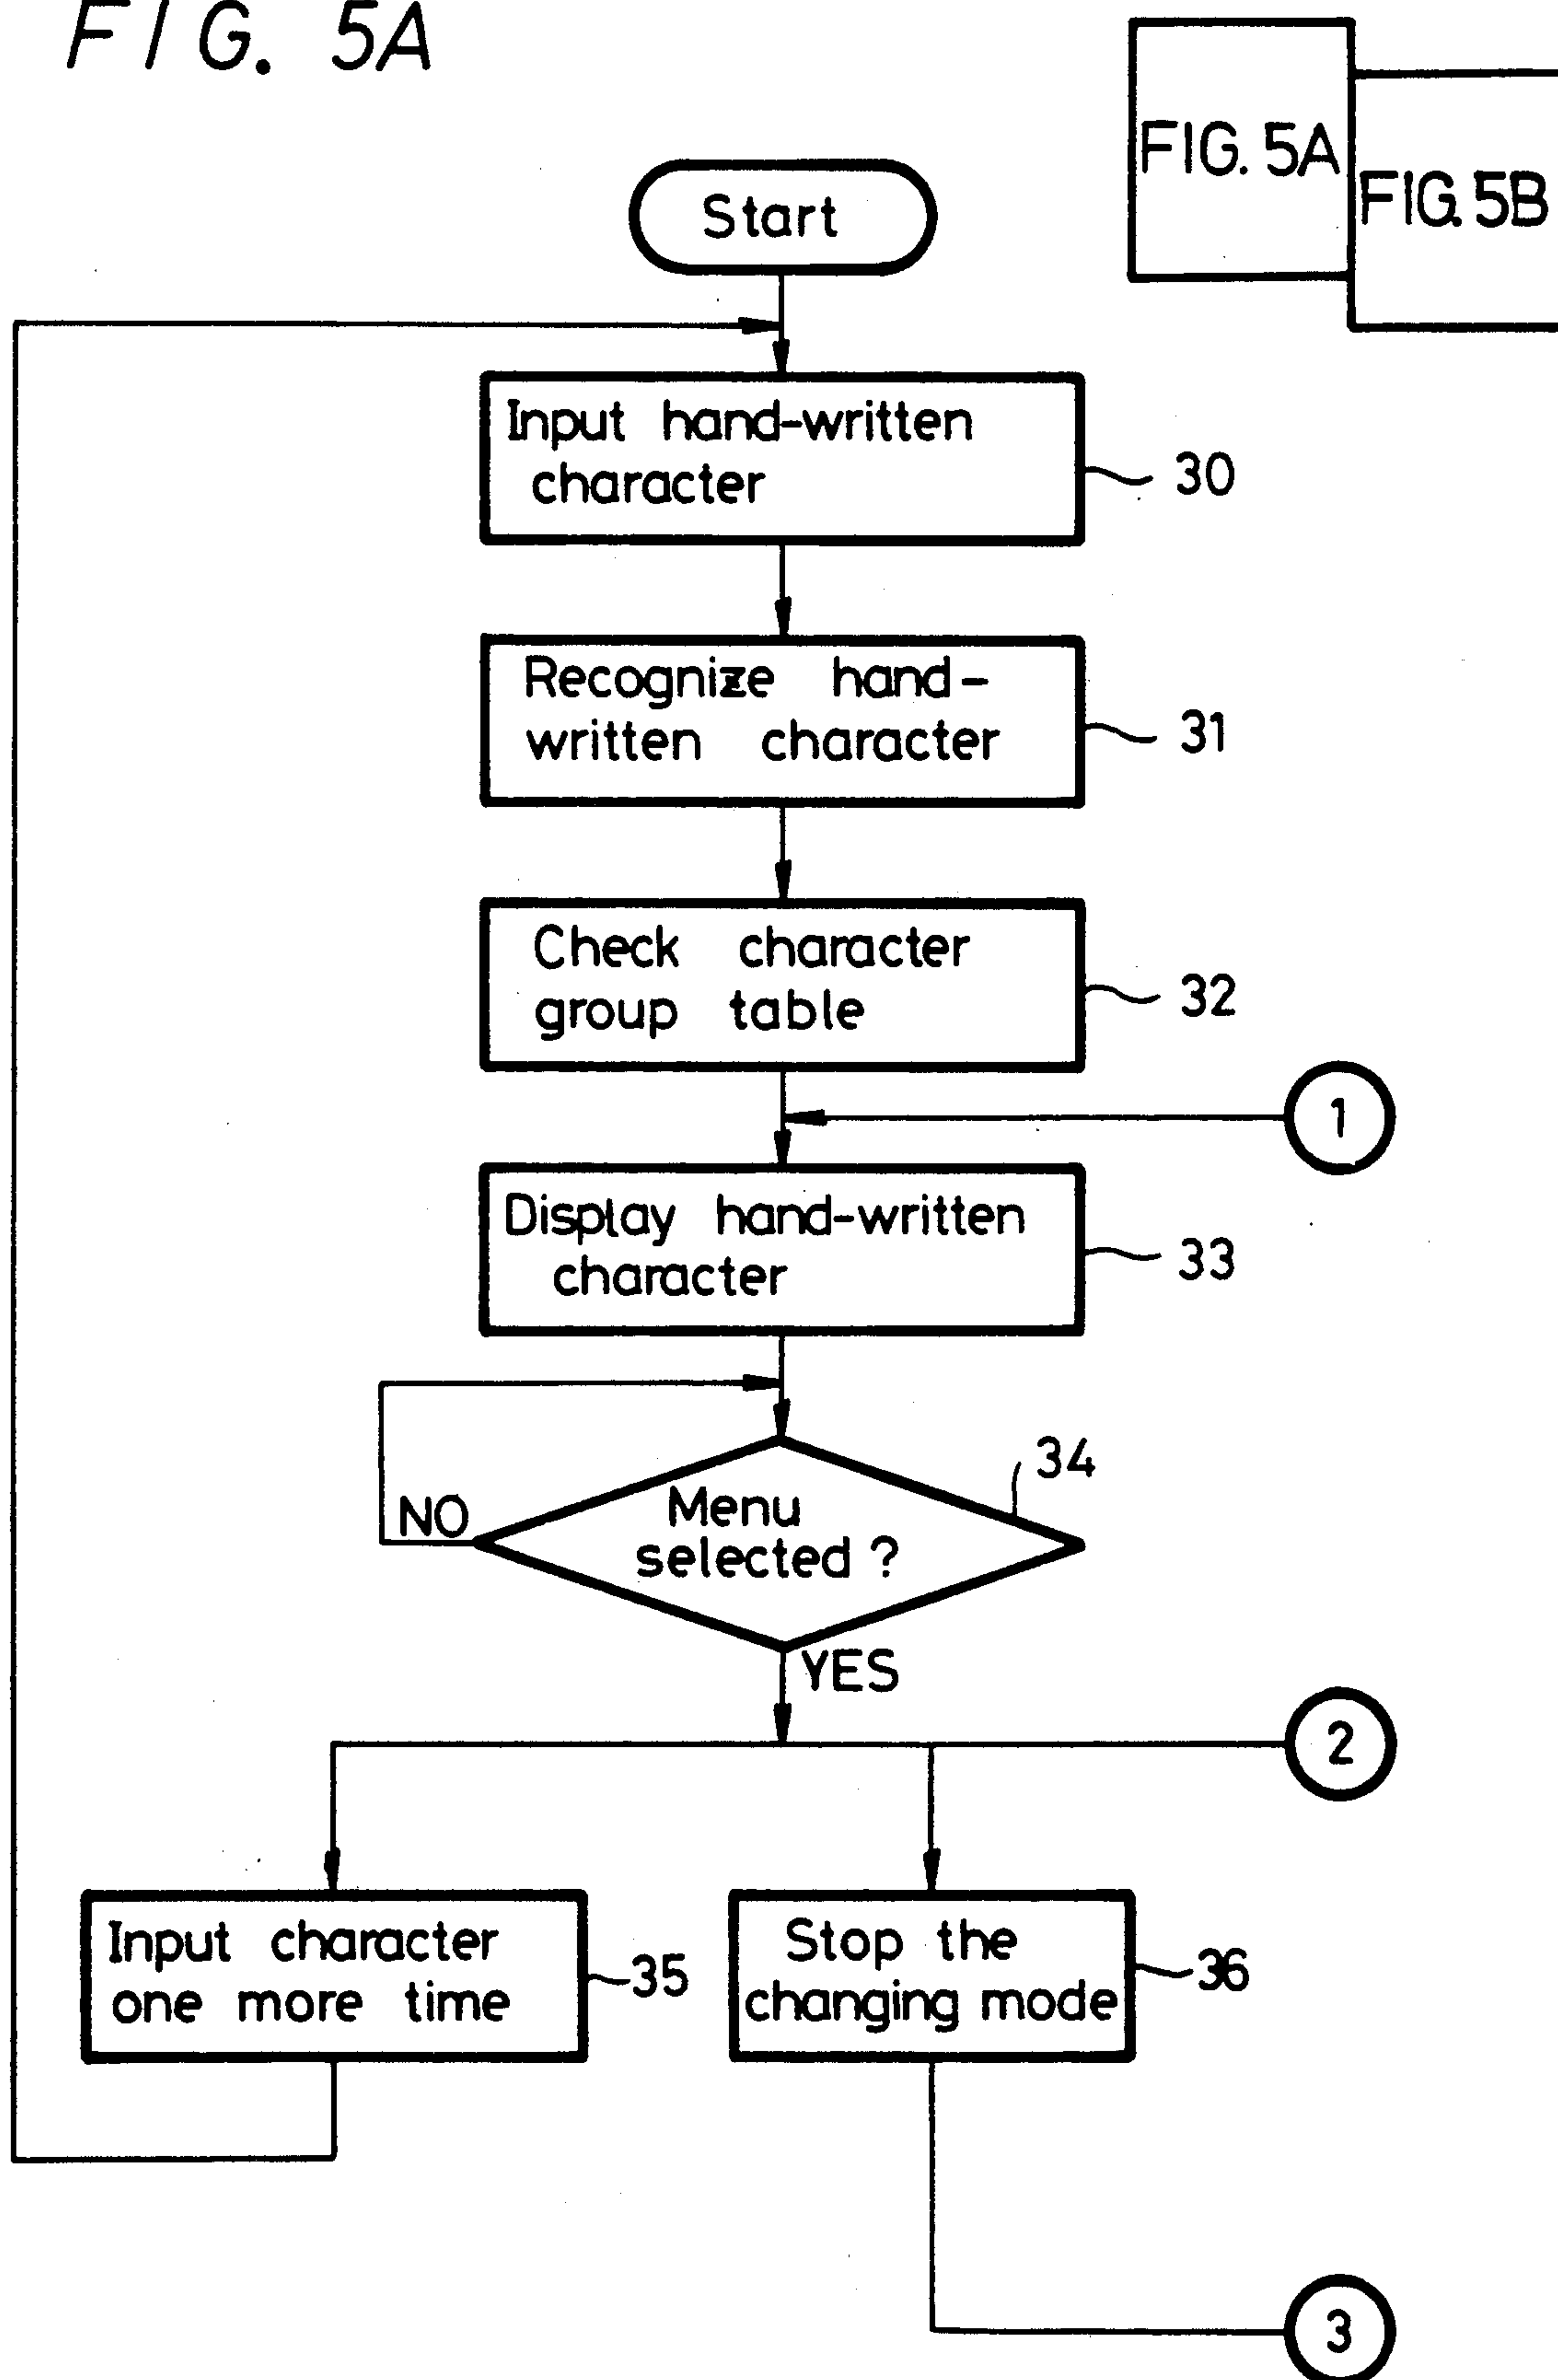 FIG. 5A
FIG. 5A
FIG. 5B
Start
Input hand-written
character
30
Recognize hand-
written character
31
Check character
group table
32
1
Display hand-written
character
33
34
Menu
selected ?
NO
YES
2
Input character
one more time
35
Stop the
changing mode
36
3